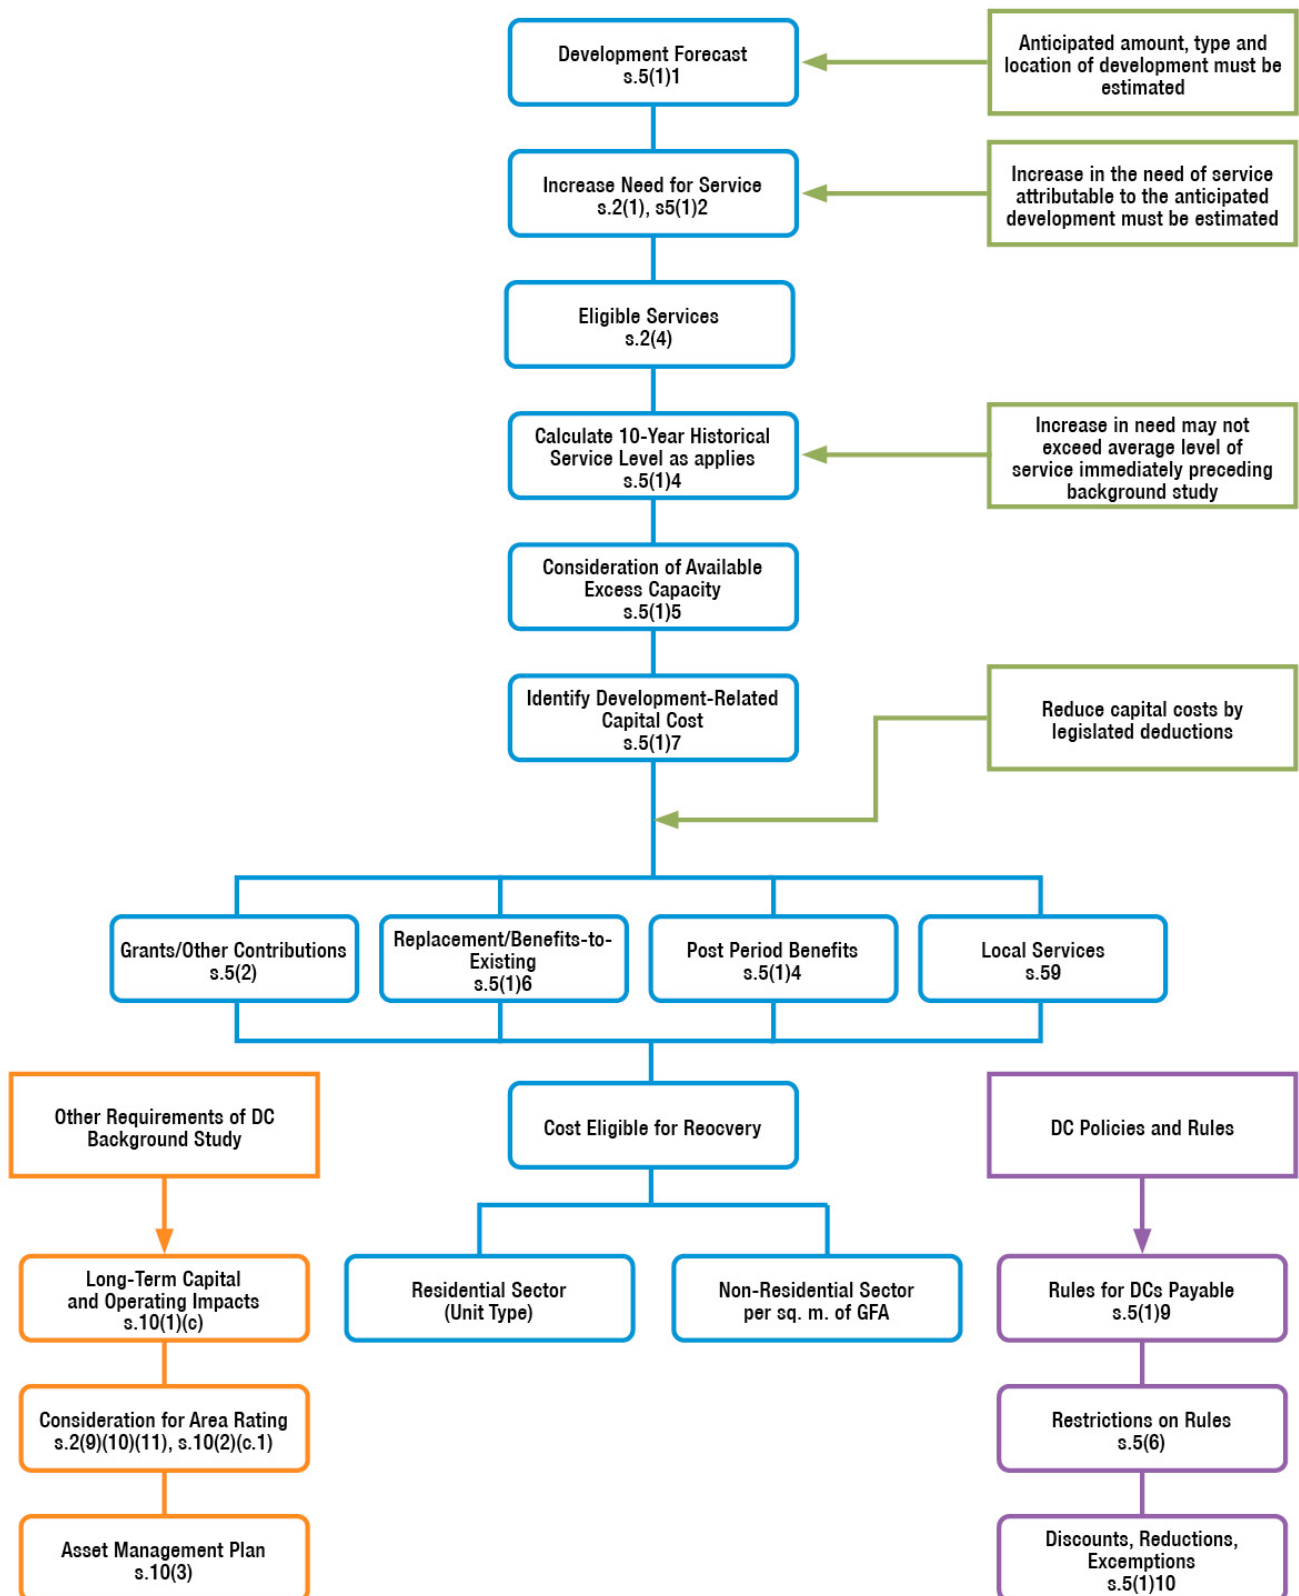 Development Forecast
s.5(1)1
Anticipated amount, type and
location of development must be
estimated
Increase Need for Service
s.2(1), s5(1)2
Increase in the need of service
attributable to the anticipated
development must be estimated
Eligible Services
s.2(4)
Calculate 10-Year Historical
Service Level as applies
s.5(1)4
Increase in need may not
exceed average level of
service immediately preceding
background study
Consideration of Available
Excess Capacity
s.5(1)5
Identify Development-Related
Capital Cost
s.5(1)7
Reduce capital costs by
legislated deductions
Grants/Other Contributions
s.5(2)
Replacement/Benefits-to-
Existing
s.5(1)6
Post Period Benefits
s.5(1)4
Local Services
s.59
Other Requirements of DC
Background Study
Cost Eligible for Reocvery
DC Policies and Rules
Long-Term Capital
and Operating Impacts
s.10(1)(c)
Residential Sector
(Unit Type)
Non-Residential Sector
per sq. m. of GFA
Rules for DCs Payable
s.5(1)9
Consideration for Area Rating
s.2(9)(10)(11), s.10(2)(c.1)
Restrictions on Rules
s.5(6)
Asset Management Plan
s.10(3)
Discounts, Reductions,
Excemptions
s.5(1)10